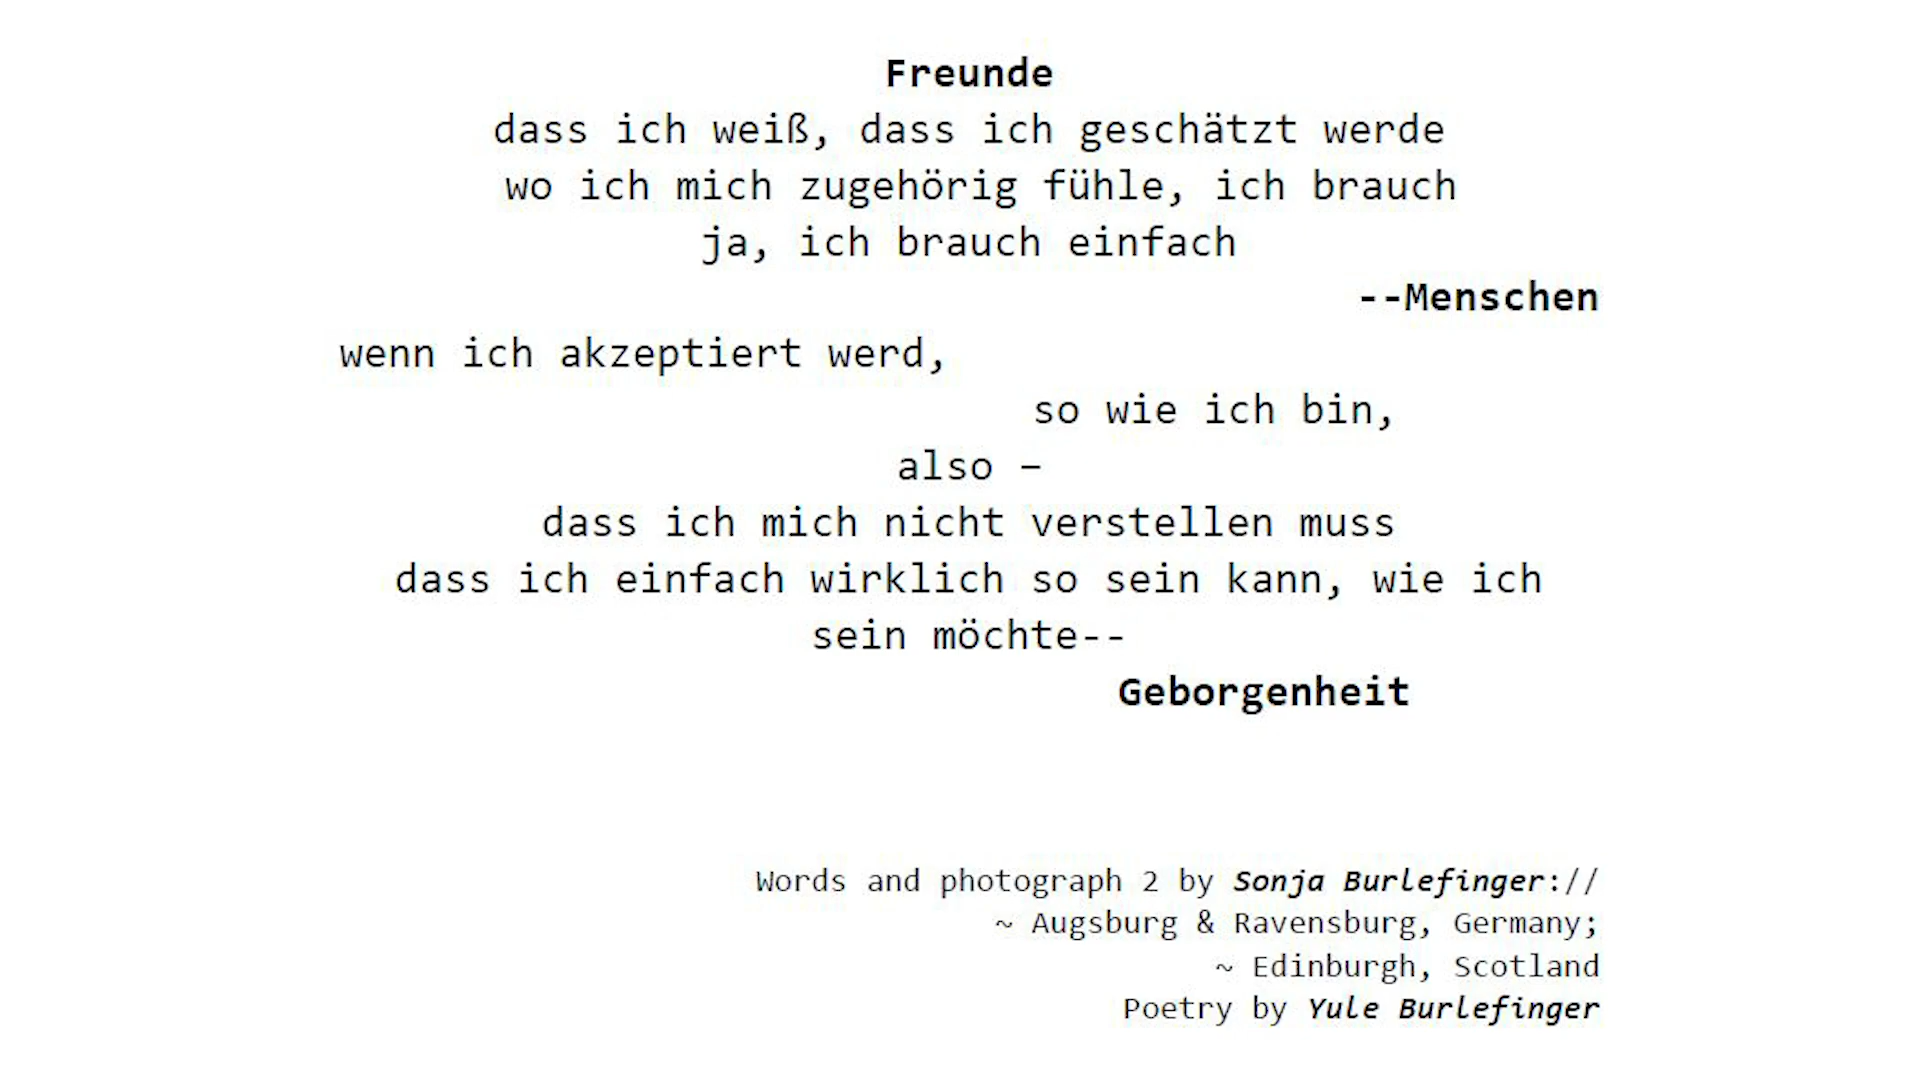 Freunde
dass ich weiß, dass ich geschätzt werde
wo ich mich zugehörig fühle, ich brauch
ja, ich brauch einfach
--Menschen
wenn ich akzeptiert werd,
so wie ich bin,
also –
dass ich mich nicht verstellen muss
dass ich einfach wirklich so sein kann, wie ich
sein möchte--
Geborgenheit
Words and photograph 2 by Sonja Burlefinger://
~ Augsburg & Ravensburg, Germany;
~ Edinburgh, Scotland
Poetry by Yule Burlefinger